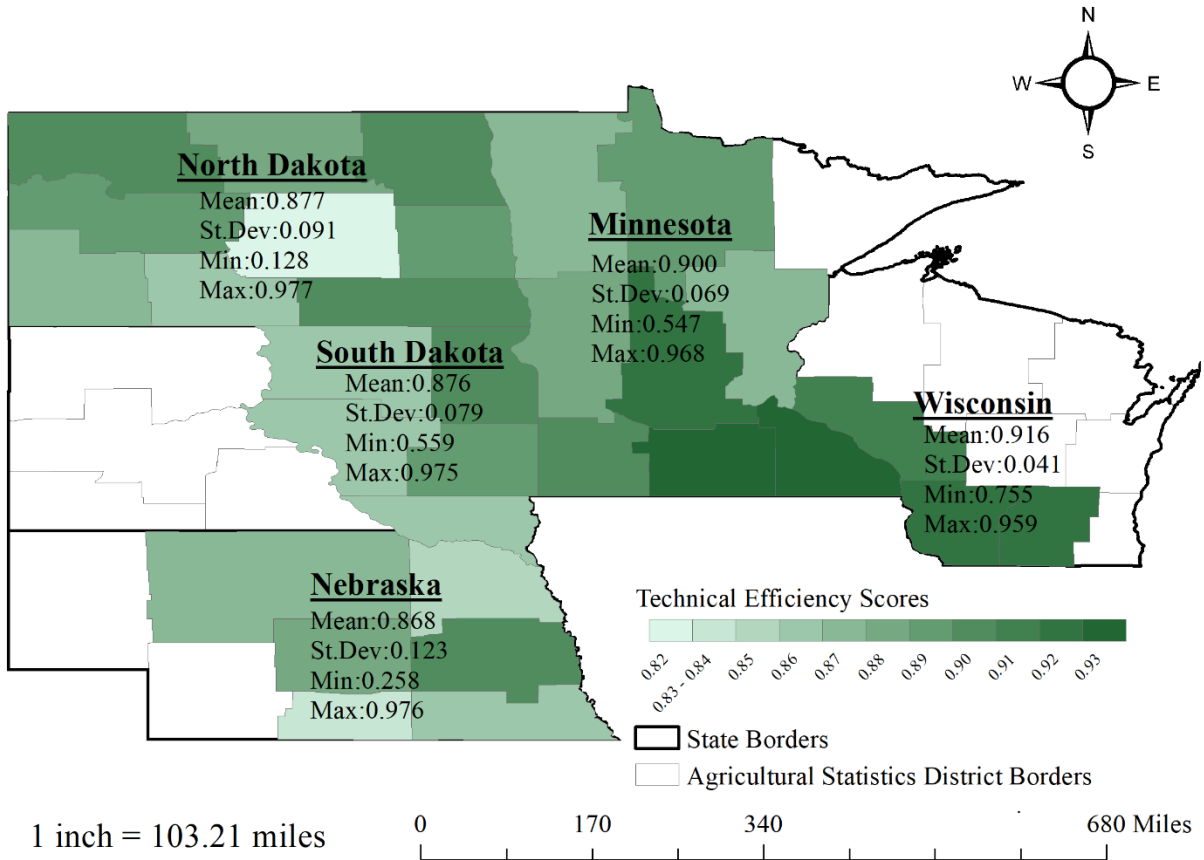 N
W E
S
North Dakota
Mean:0.877
St.Dev:0.091
Min:0.128
Max:0.977
Minnesota
Mean:0.900
St.Dev:0.069
Min:0.547
Max:0.968
South Dakota
Mean:0.876
St.Dev:0.079
Min:0.559
Max:0.975
Wisconsin
Mean:0.916
St.Dev:0.041
Min:0.755
Max:0.959
Nebraska
Mean:0.868
St.Dev:0.123
Min:0.258
Max:0.976
Technical Efficiency Scores
0.82
0.83 - 0.84
0.85
0.86
0.87
0.88
0.89
0.90
0.91
0.92
0.93
State Borders
Agricultural Statistics District Borders
1 inch = 103.21 miles
0 170 340 680 Miles